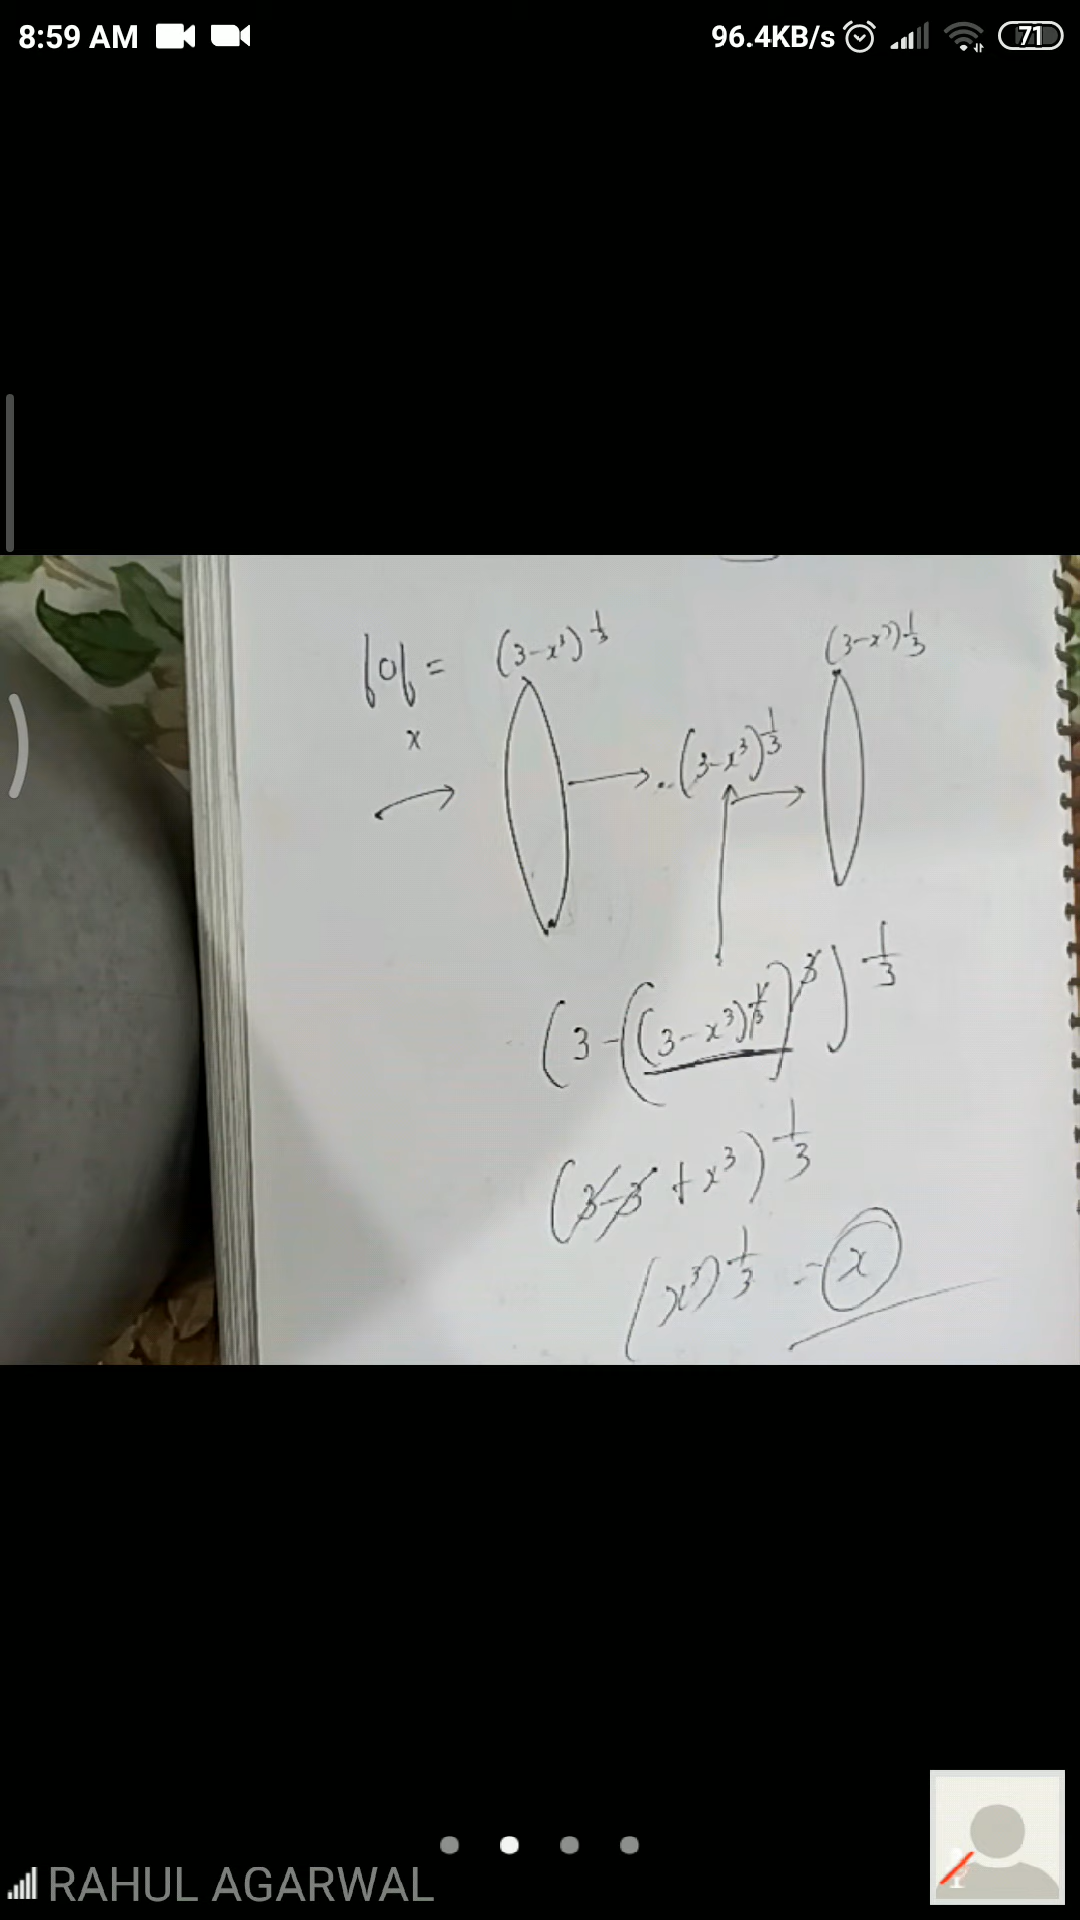 8:59 AM 96.4KB/s 71
fof = (3-x³)^1/3 (3-x³)^1/3
x
..(3-x³)^1/3
(3-((3-x³)^1/3)^3)^1/3
(3-3+x³)^1/3
(x³)^1/3 = x
RAHUL AGARWAL